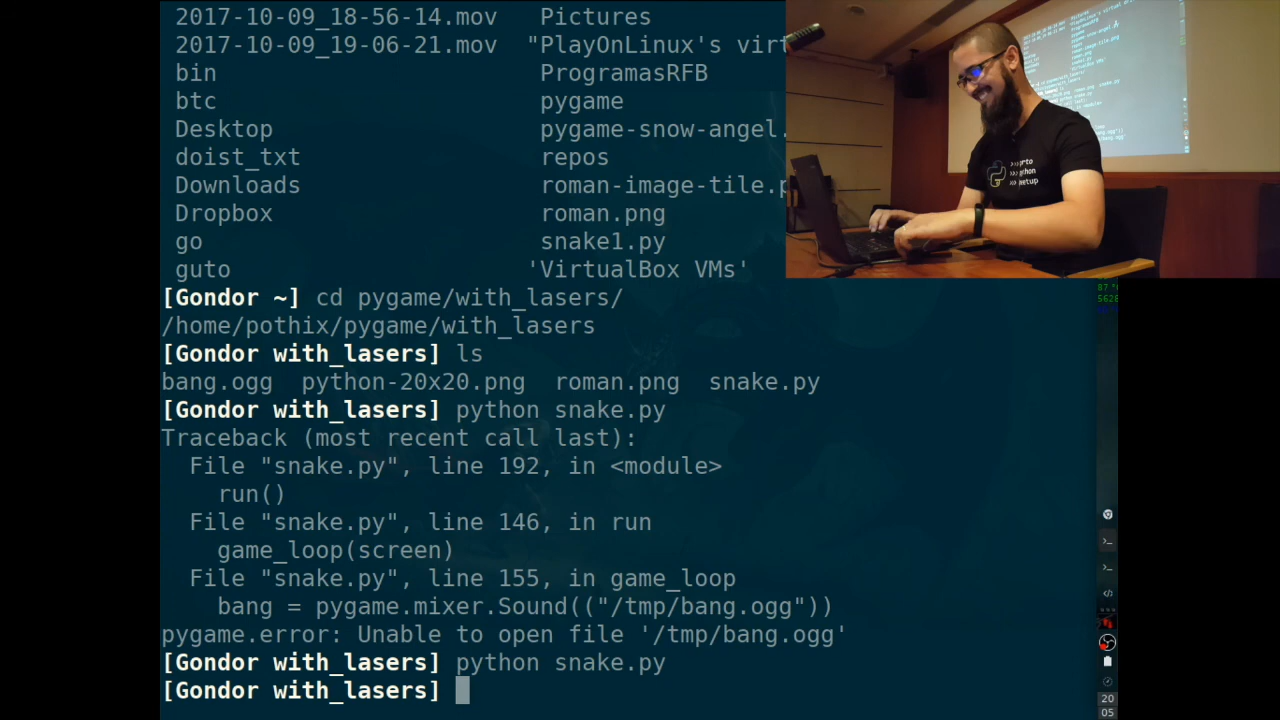 2017-10-09_18-56-14.mov Pictures
2017-10-09_19-06-21.mov "PlayOnLinux's virt
bin ProgramasRFB
btc pygame
Desktop pygame-snow-angel.
doist_txt repos
Downloads roman-image-tile.p
Dropbox roman.png
go snake1.py
guto 'VirtualBox VMs'
[Gondor ~] cd pygame/with_lasers/
/home/pothix/pygame/with_lasers
[Gondor with_lasers] ls
bang.ogg python-20x20.png roman.png snake.py
[Gondor with_lasers] python snake.py
Traceback (most recent call last):
File "snake.py", line 192, in <module>
run()
File "snake.py", line 146, in run
game_loop(screen)
File "snake.py", line 155, in game_loop
bang = pygame.mixer.Sound(("/tmp/bang.ogg"))
pygame.error: Unable to open file '/tmp/bang.ogg'
[Gondor with_lasers] python snake.py
[Gondor with_lasers]
>>> python
>>> meetup
87
5628
20
05